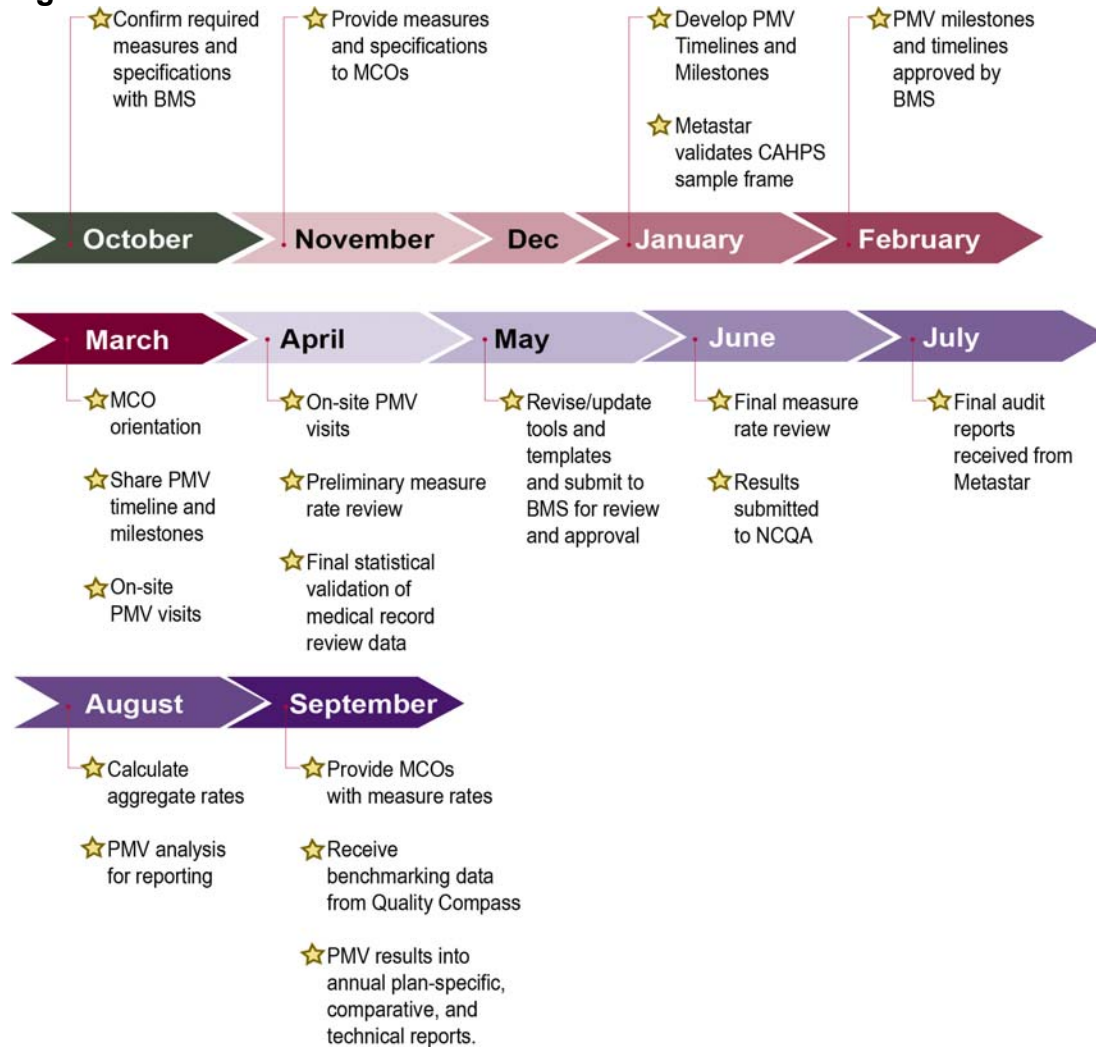 g
Confirm required
measures and
specifications
with BMS
Provide measures
and specifications
to MCOs
Develop PMV
Timelines and
Milestones
Metastar
validates CAHPS
sample frame
PMV milestones
and timelines
approved by
BMS
October
November
Dec
January
February
March
April
May
June
July
MCO
orientation
Share PMV
timeline and
milestones
On-site
PMV visits
On-site PMV
visits
Preliminary measure
rate review
Final statistical
validation of
medical record
review data
Revise/update
tools and
templates
and submit to
BMS for review
and approval
Final measure
rate review
Results
submitted
to NCQA
Final audit
reports
received from
Metastar
August
September
Calculate
aggregate rates
PMV analysis
for reporting
Provide MCOs
with measure rates
Receive
benchmarking data
from Quality Compass
PMV results into
annual plan-specific,
comparative, and
technical reports.